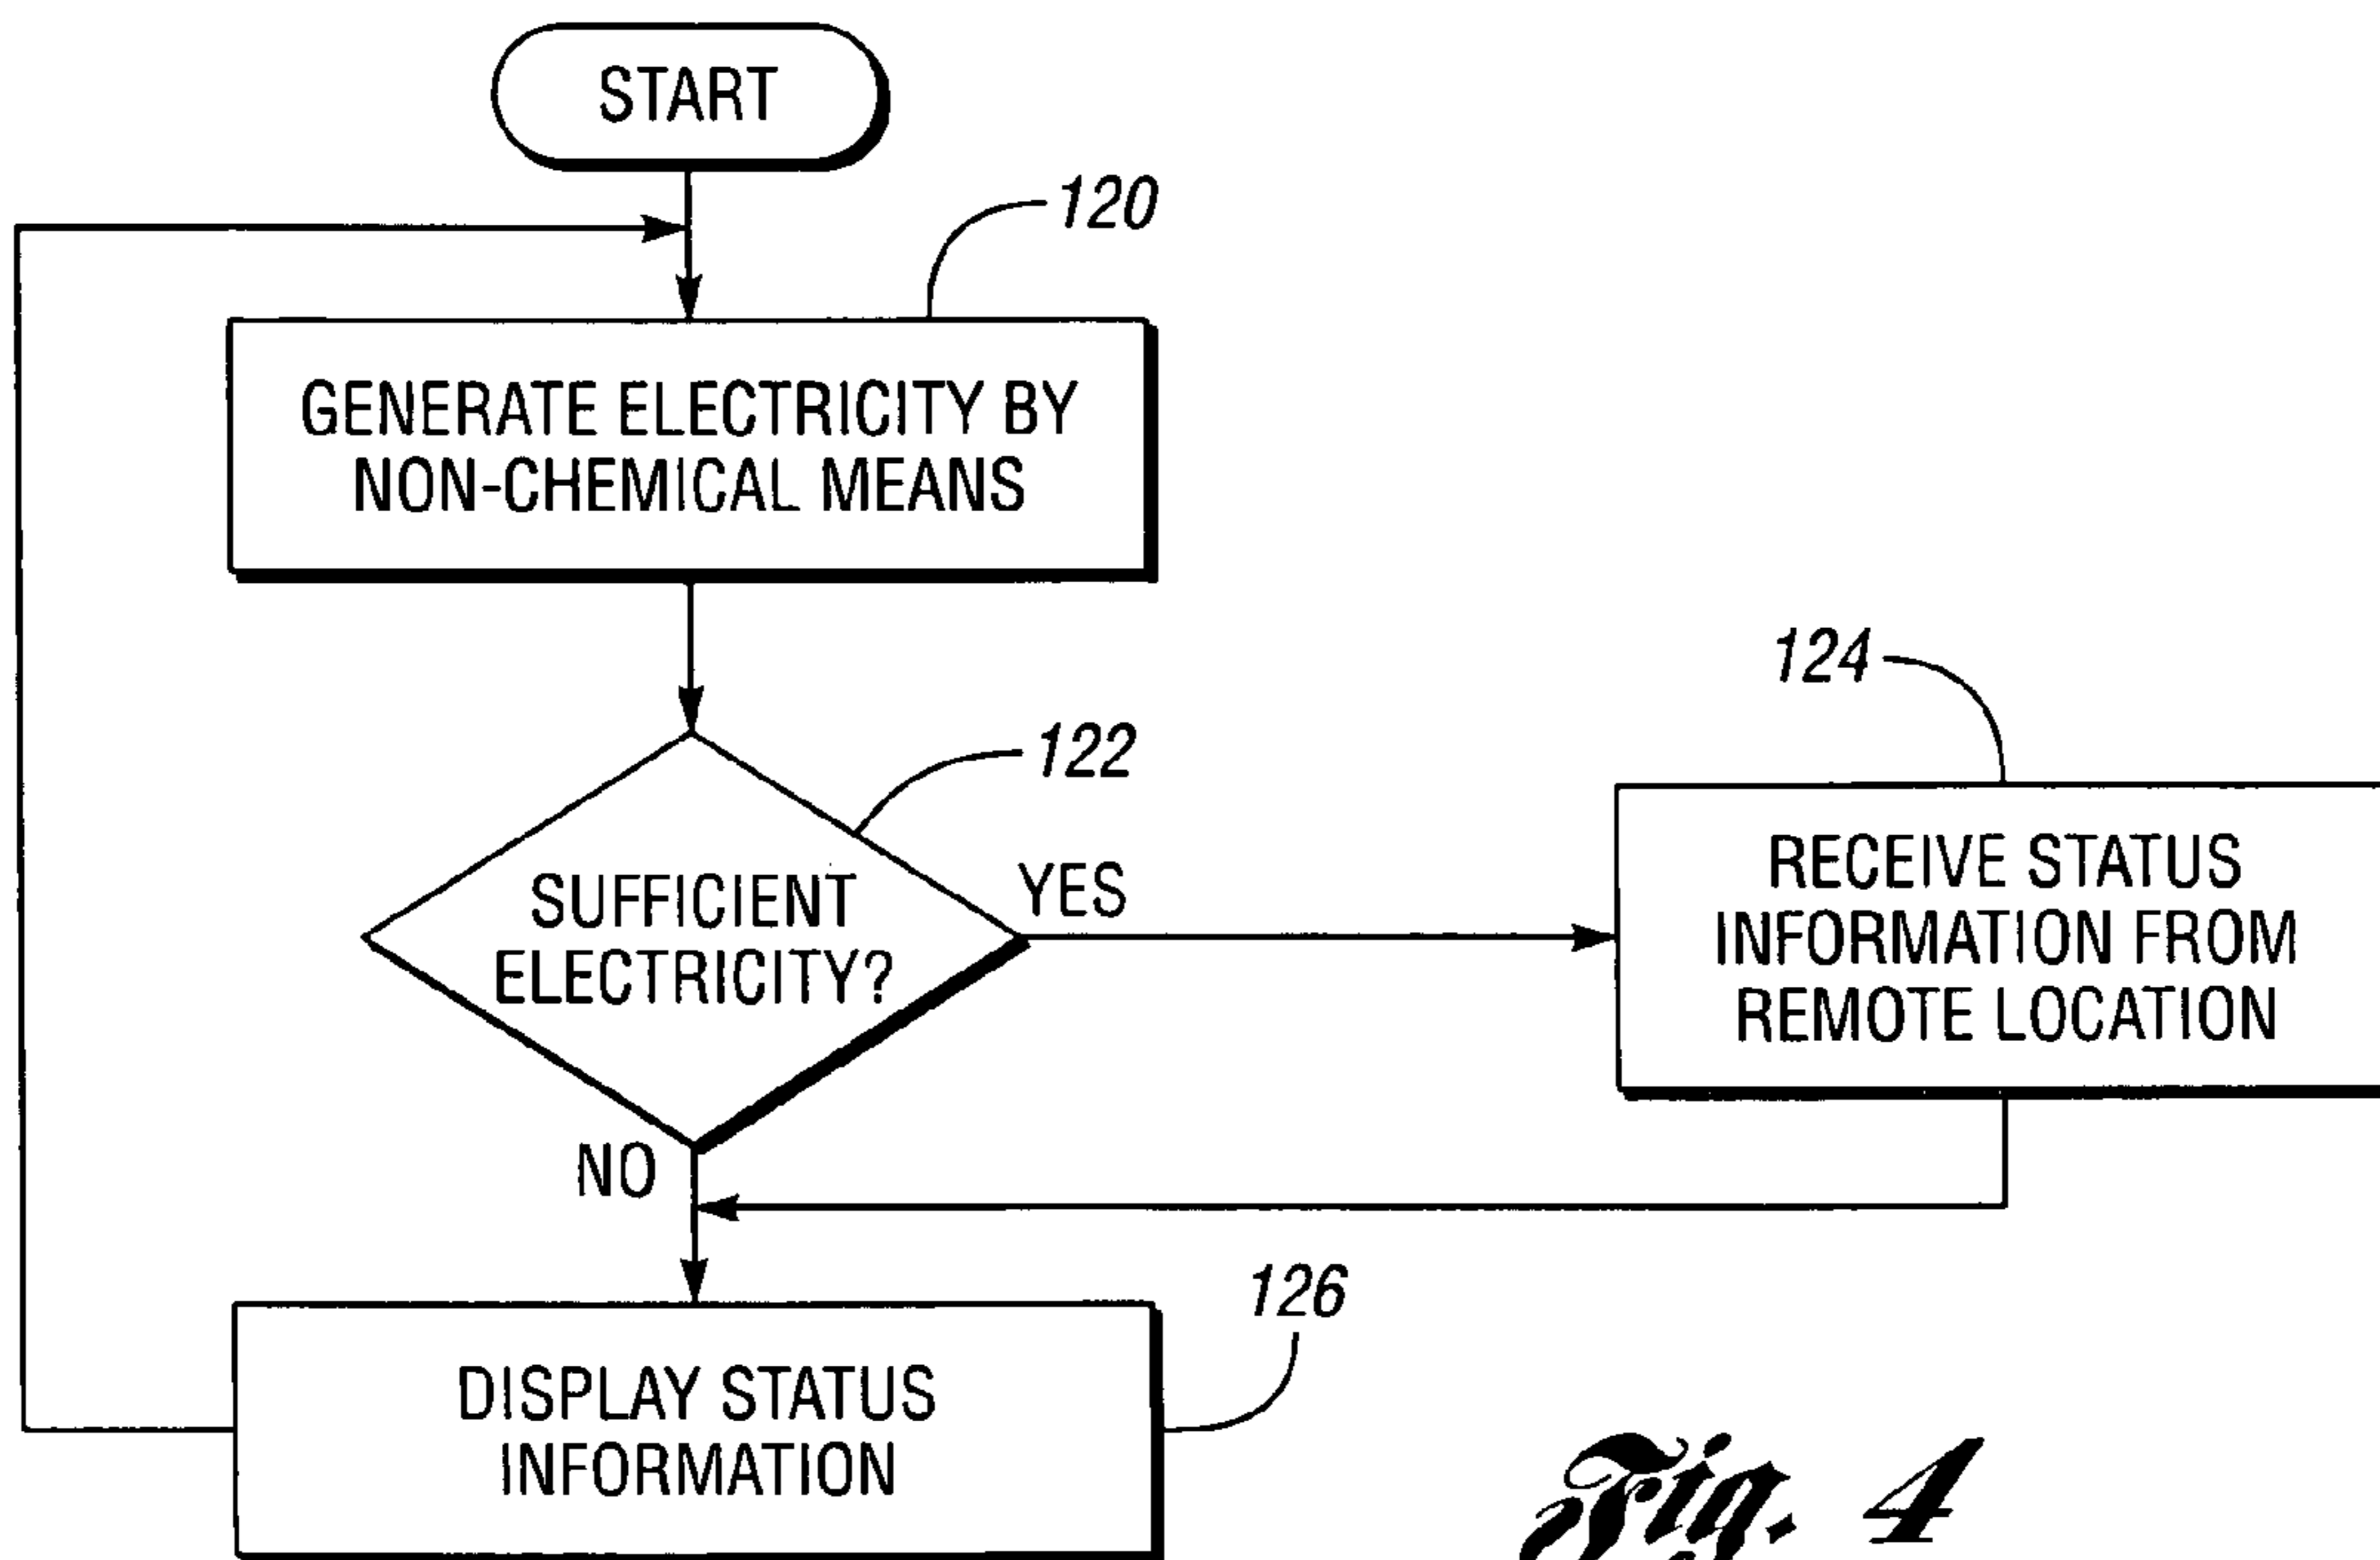 START
120
GENERATE ELECTRICITY BY
NON-CHEMICAL MEANS
124
122
SUFFICIENT
ELECTRICITY?
YES
RECEIVE STATUS
INFORMATION FROM
REMOTE LOCATION
NO
126
DISPLAY STATUS
INFORMATION
Fig. 4